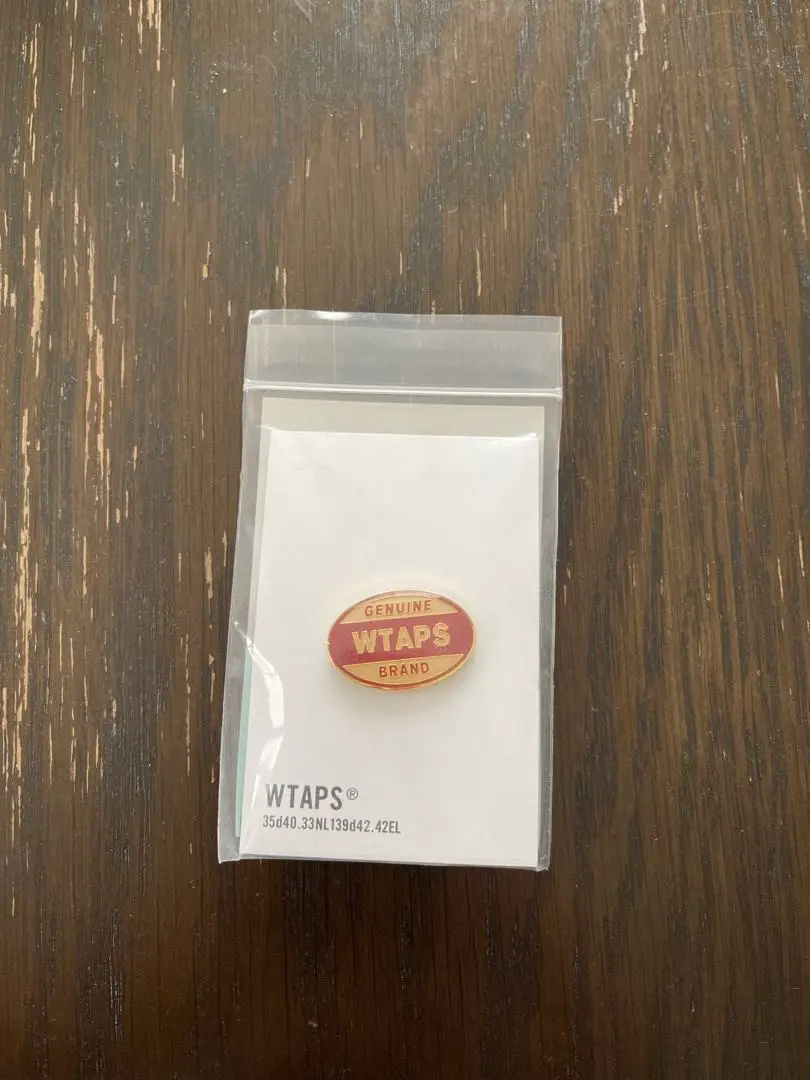 GENUINE
WTAPS
BRAND
WTAPS®
35d40.33NL139d42.42EL